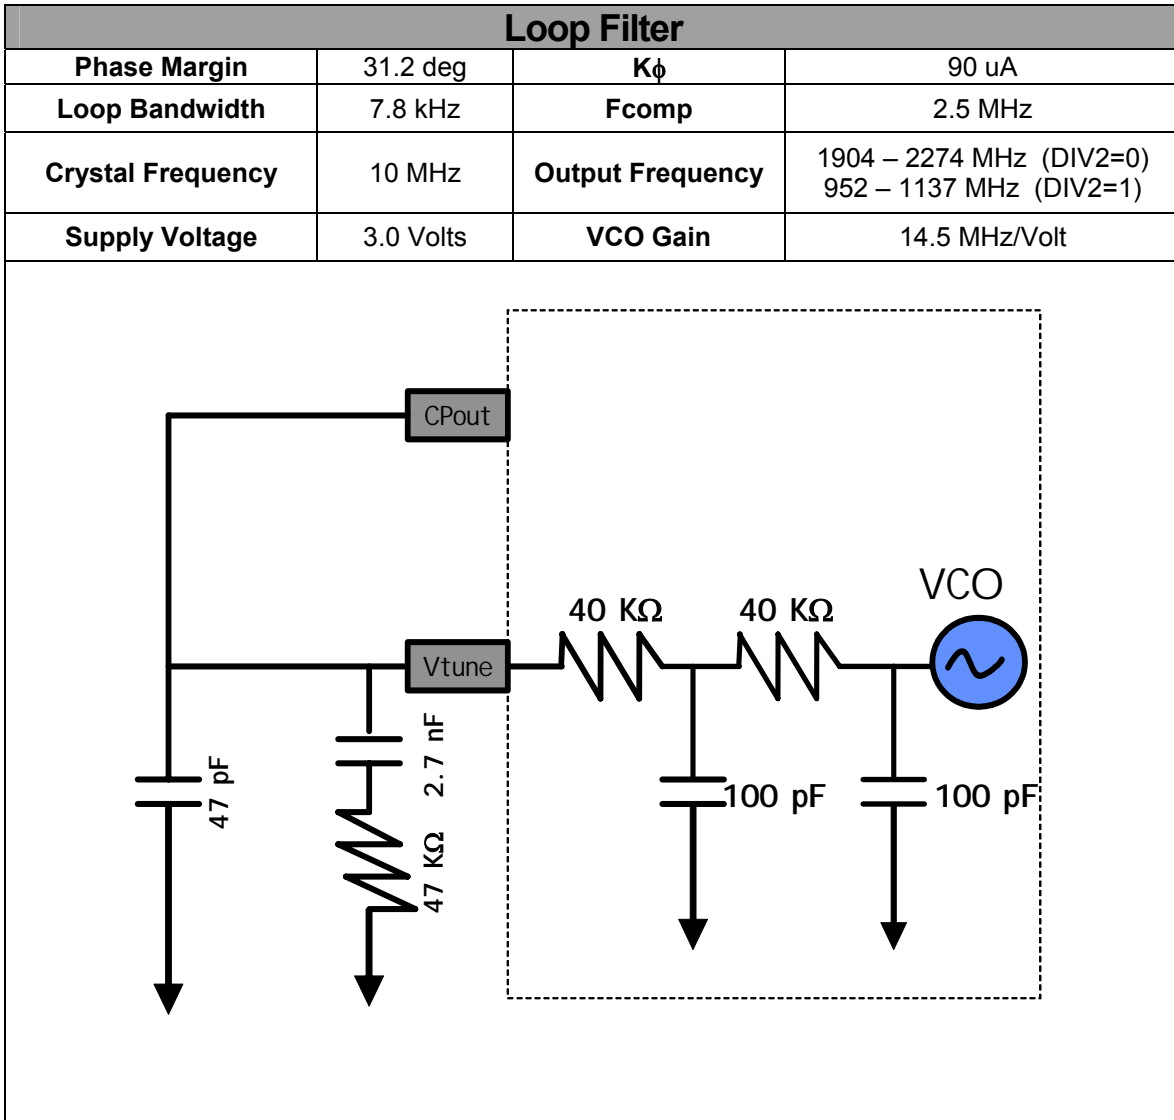 Loop Filter
Phase Margin 31.2 deg Kϕ 90 uA
Loop Bandwidth 7.8 kHz Fcomp 2.5 MHz
Crystal Frequency 10 MHz Output Frequency 1904 – 2274 MHz (DIV2=0)
952 – 1137 MHz (DIV2=1)
Supply Voltage 3.0 Volts VCO Gain 14.5 MHz/Volt
CPout
VCO
40 KΩ 40 KΩ
Vtune
47 pF
2.7 nF
47 KΩ
100 pF 100 pF